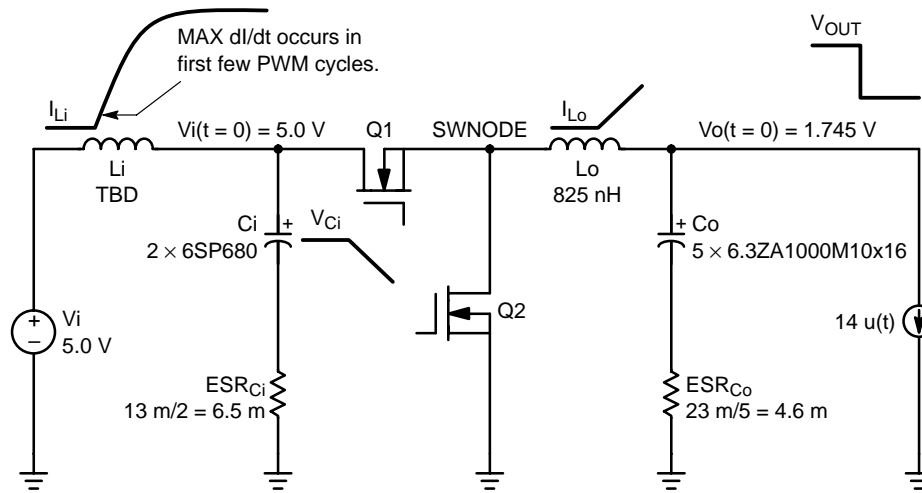 MAX dI/dt occurs in
first few PWM cycles.
V_OUT
I_Li
Vi(t = 0) = 5.0 V
Q1
SWNODE
I_Lo
Vo(t = 0) = 1.745 V
Li
TBD
Lo
825 nH
Ci
+
2 × 6SP680
V_Ci
+
Co
5 × 6.3ZA1000M10x16
Q2
+
−
Vi
5.0 V
14 u(t)
ESR_Ci
13 m/2 = 6.5 m
ESR_Co
23 m/5 = 4.6 m